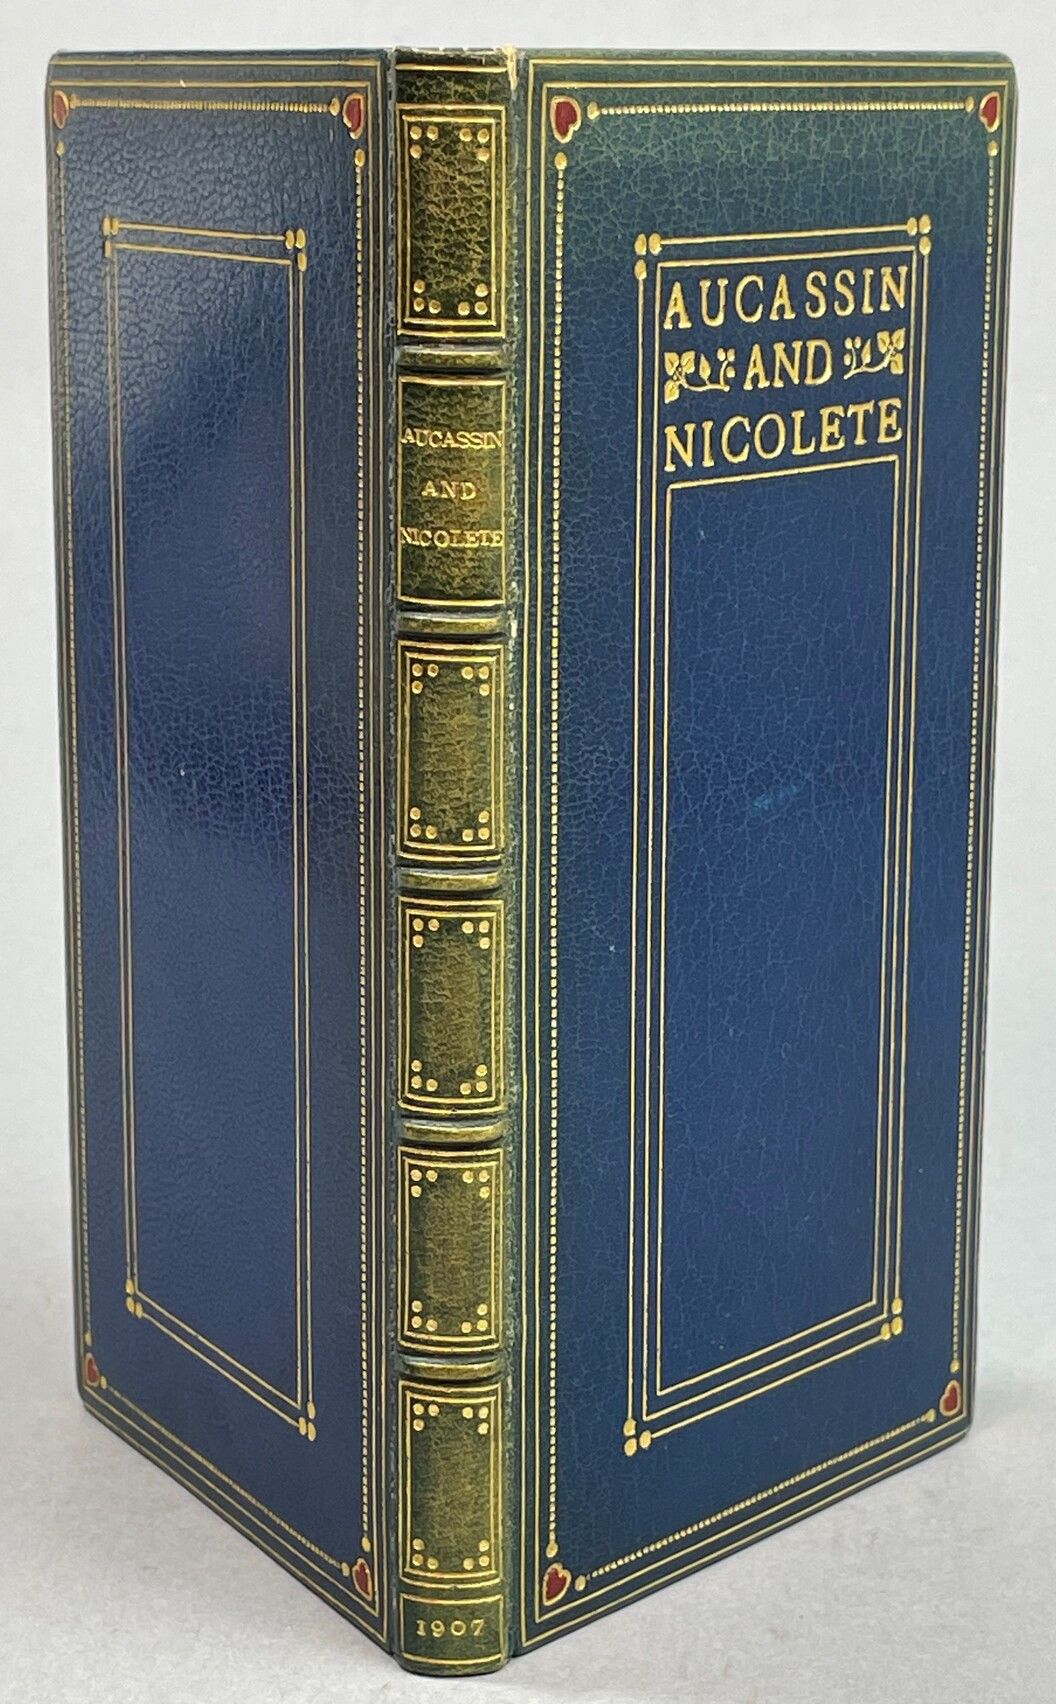 AUCASSIN
AND
NICOLETE
1907
AUCASSIN
AND
NICOLETE